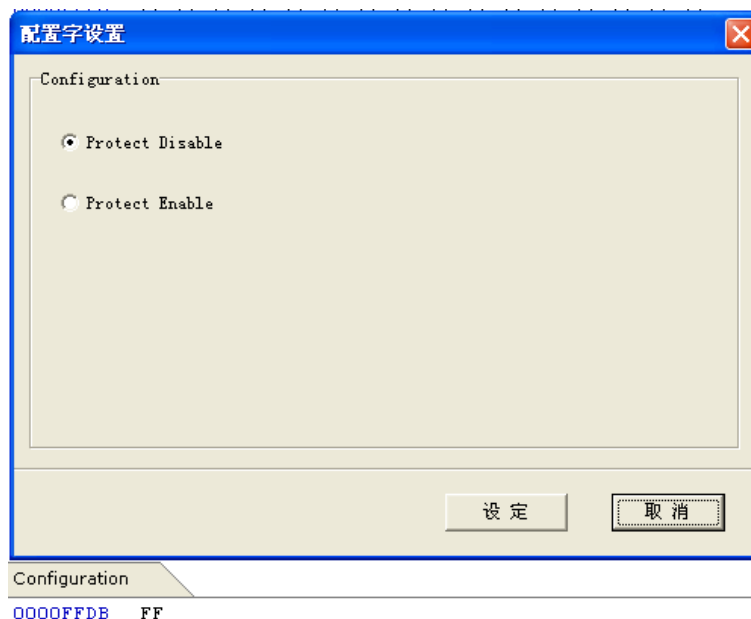 配置字设置
Configuration
Protect Disable
Protect Enable
设 定
取 消
Configuration
0000FFDB FF